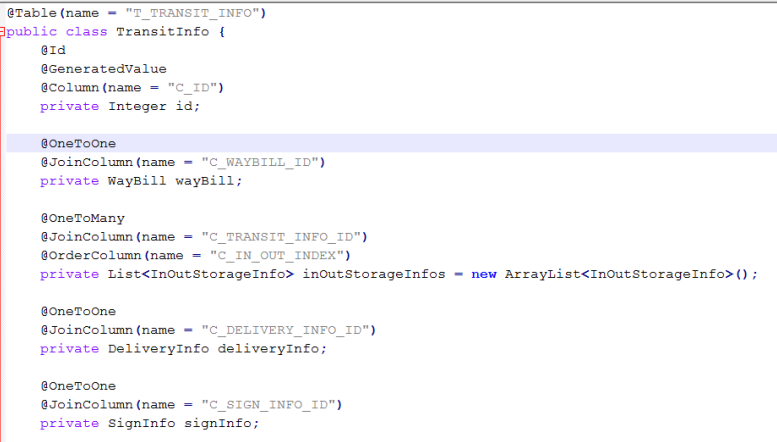 @Table(name = "T_TRANSIT_INFO")
public class TransitInfo {
@Id
@GeneratedValue
@Column(name = "C_ID")
private Integer id;
@OneToOne
@JoinColumn(name = "C_WAYBILL_ID")
private WayBill wayBill;
@OneToMany
@JoinColumn(name = "C_TRANSIT_INFO_ID")
@OrderColumn(name = "C_IN_OUT_INDEX")
private List<InOutStorageInfo> inOutStorageInfos = new ArrayList<InOutStorageInfo>();
@OneToOne
@JoinColumn(name = "C_DELIVERY_INFO_ID")
private DeliveryInfo deliveryInfo;
@OneToOne
@JoinColumn(name = "C_SIGN_INFO_ID")
private SignInfo signInfo;